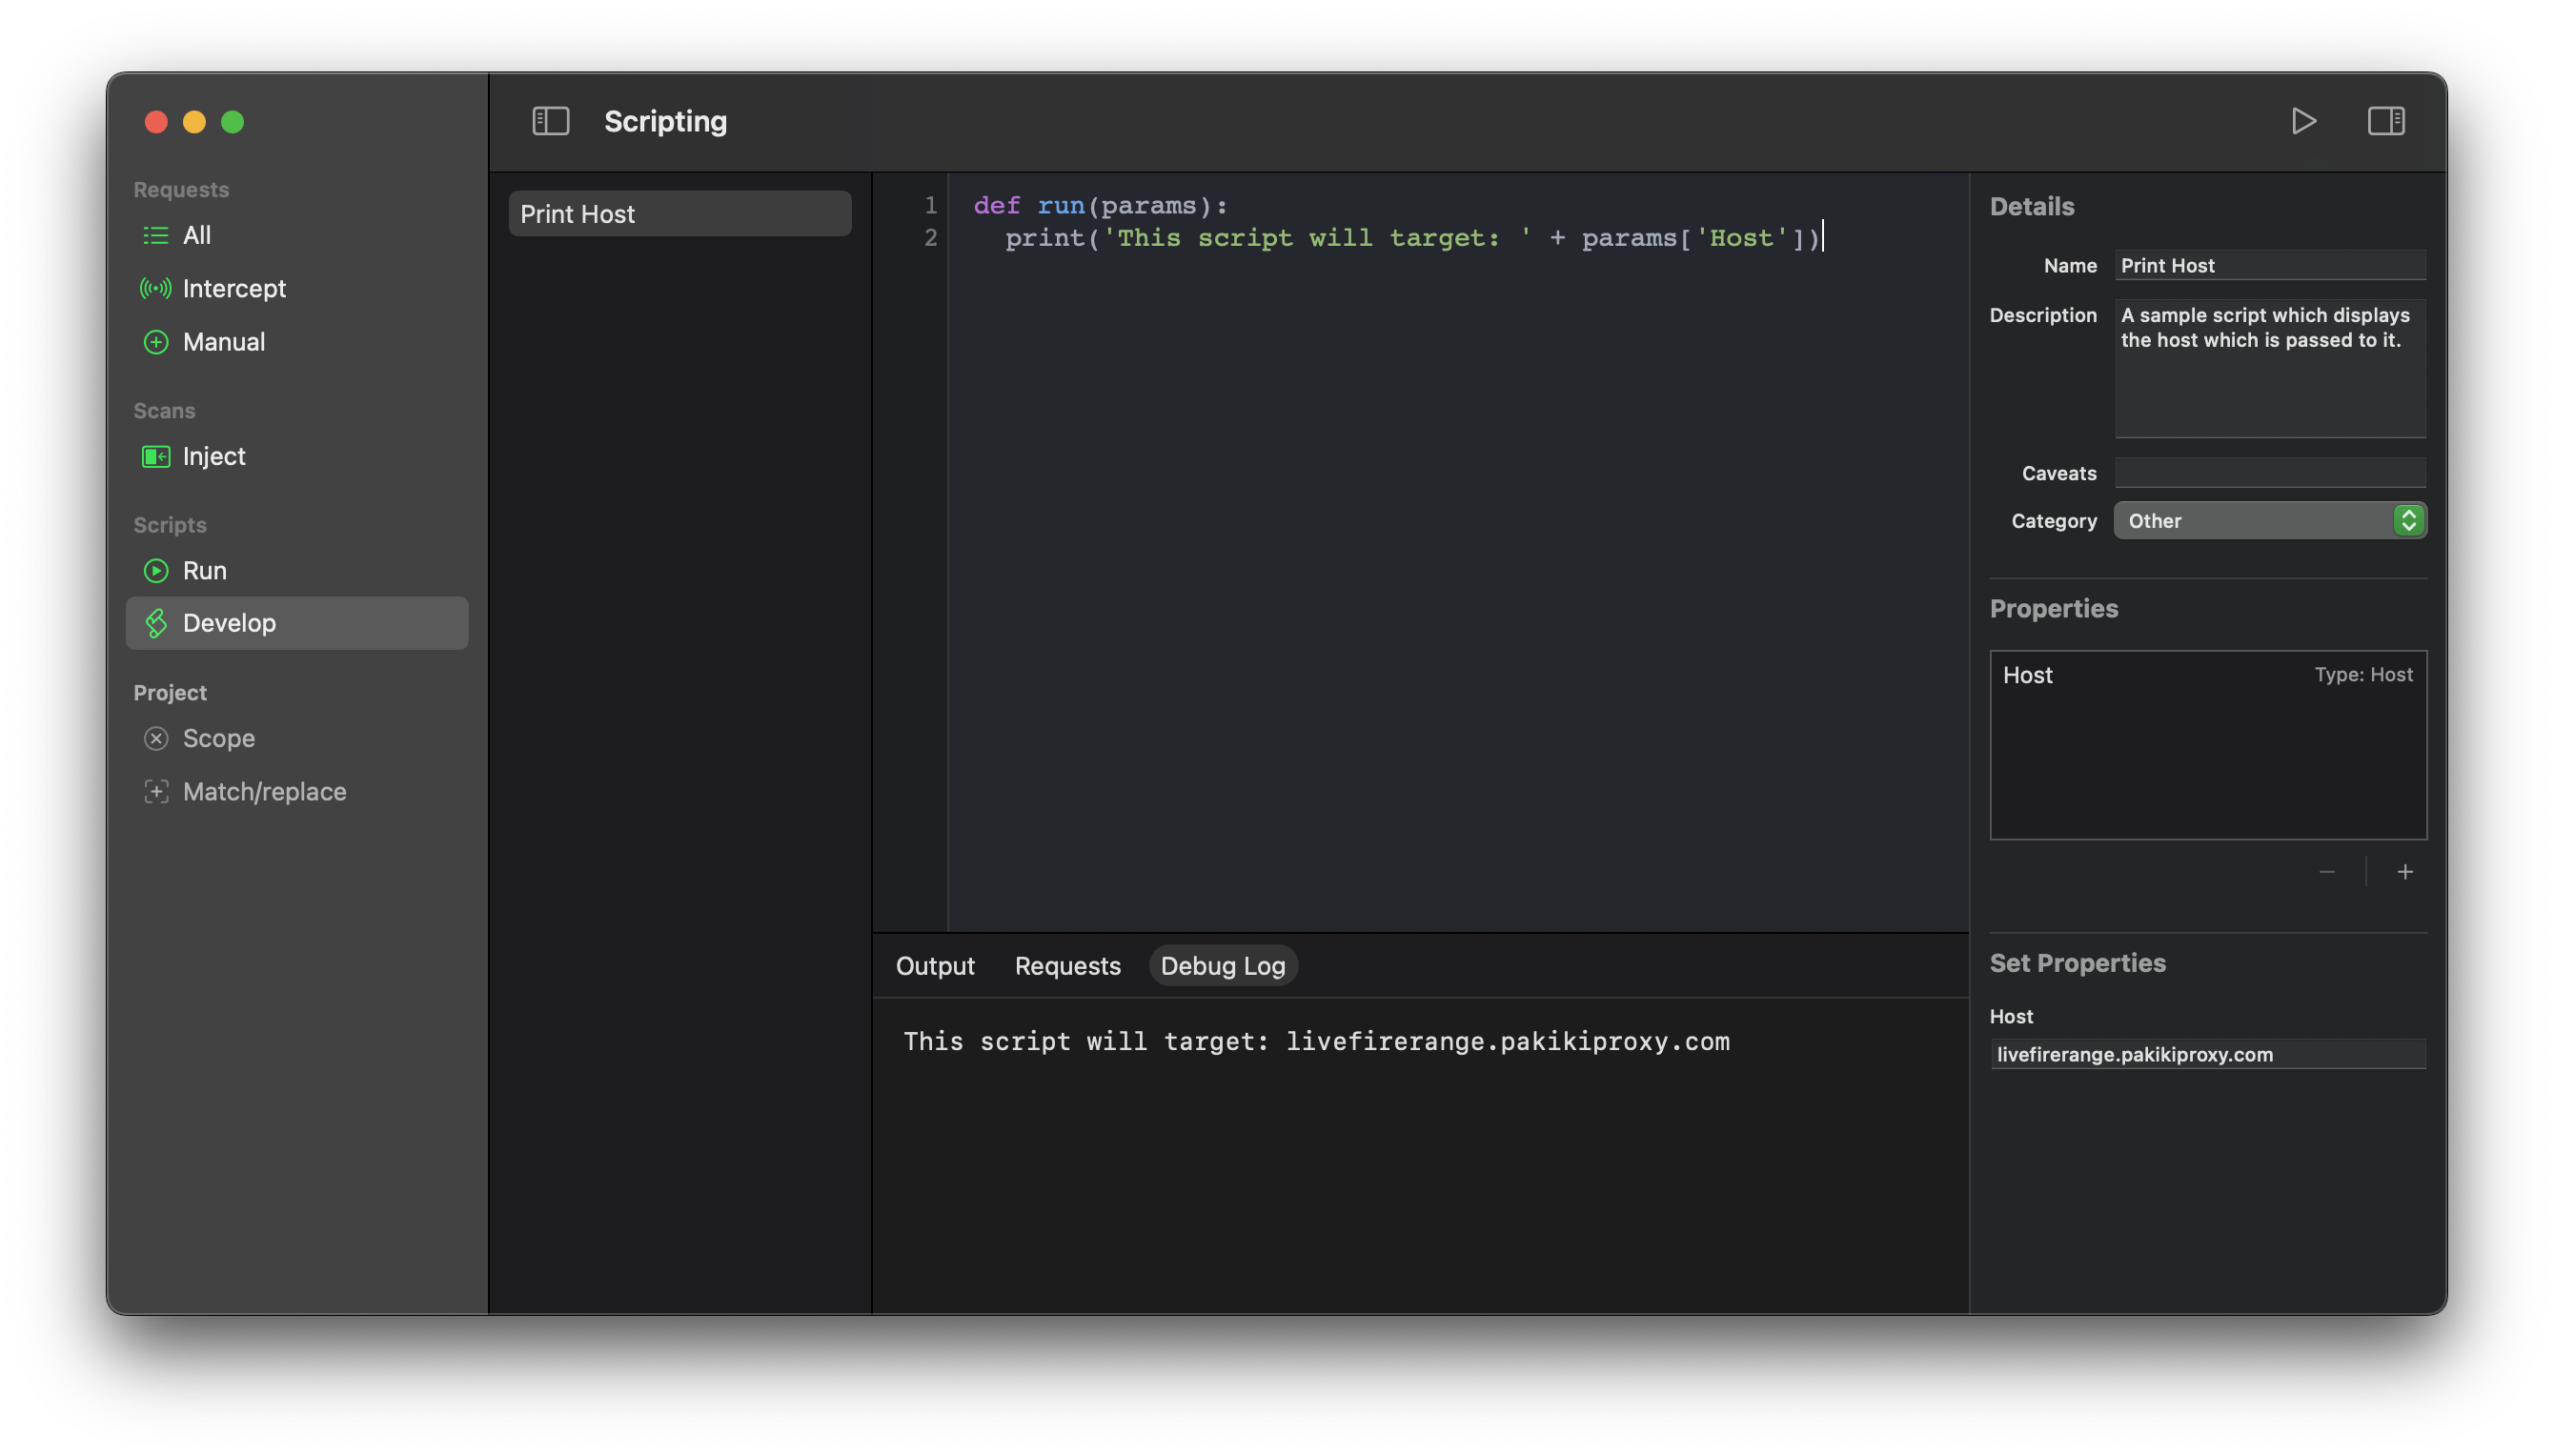 Scripting
Requests
All
Intercept
Manual
Scans
Inject
Scripts
Run
Develop
Project
Scope
Match/replace
Print Host
1 def run(params):
2 print('This script will target: ' + params['Host'])
Output Requests Debug Log
This script will target: livefirerange.pakikiproxy.com
Details
Name Print Host
Description A sample script which displays
the host which is passed to it.
Caveats
Category Other
Properties
Host Type: Host
Set Properties
Host
livefirerange.pakikiproxy.com